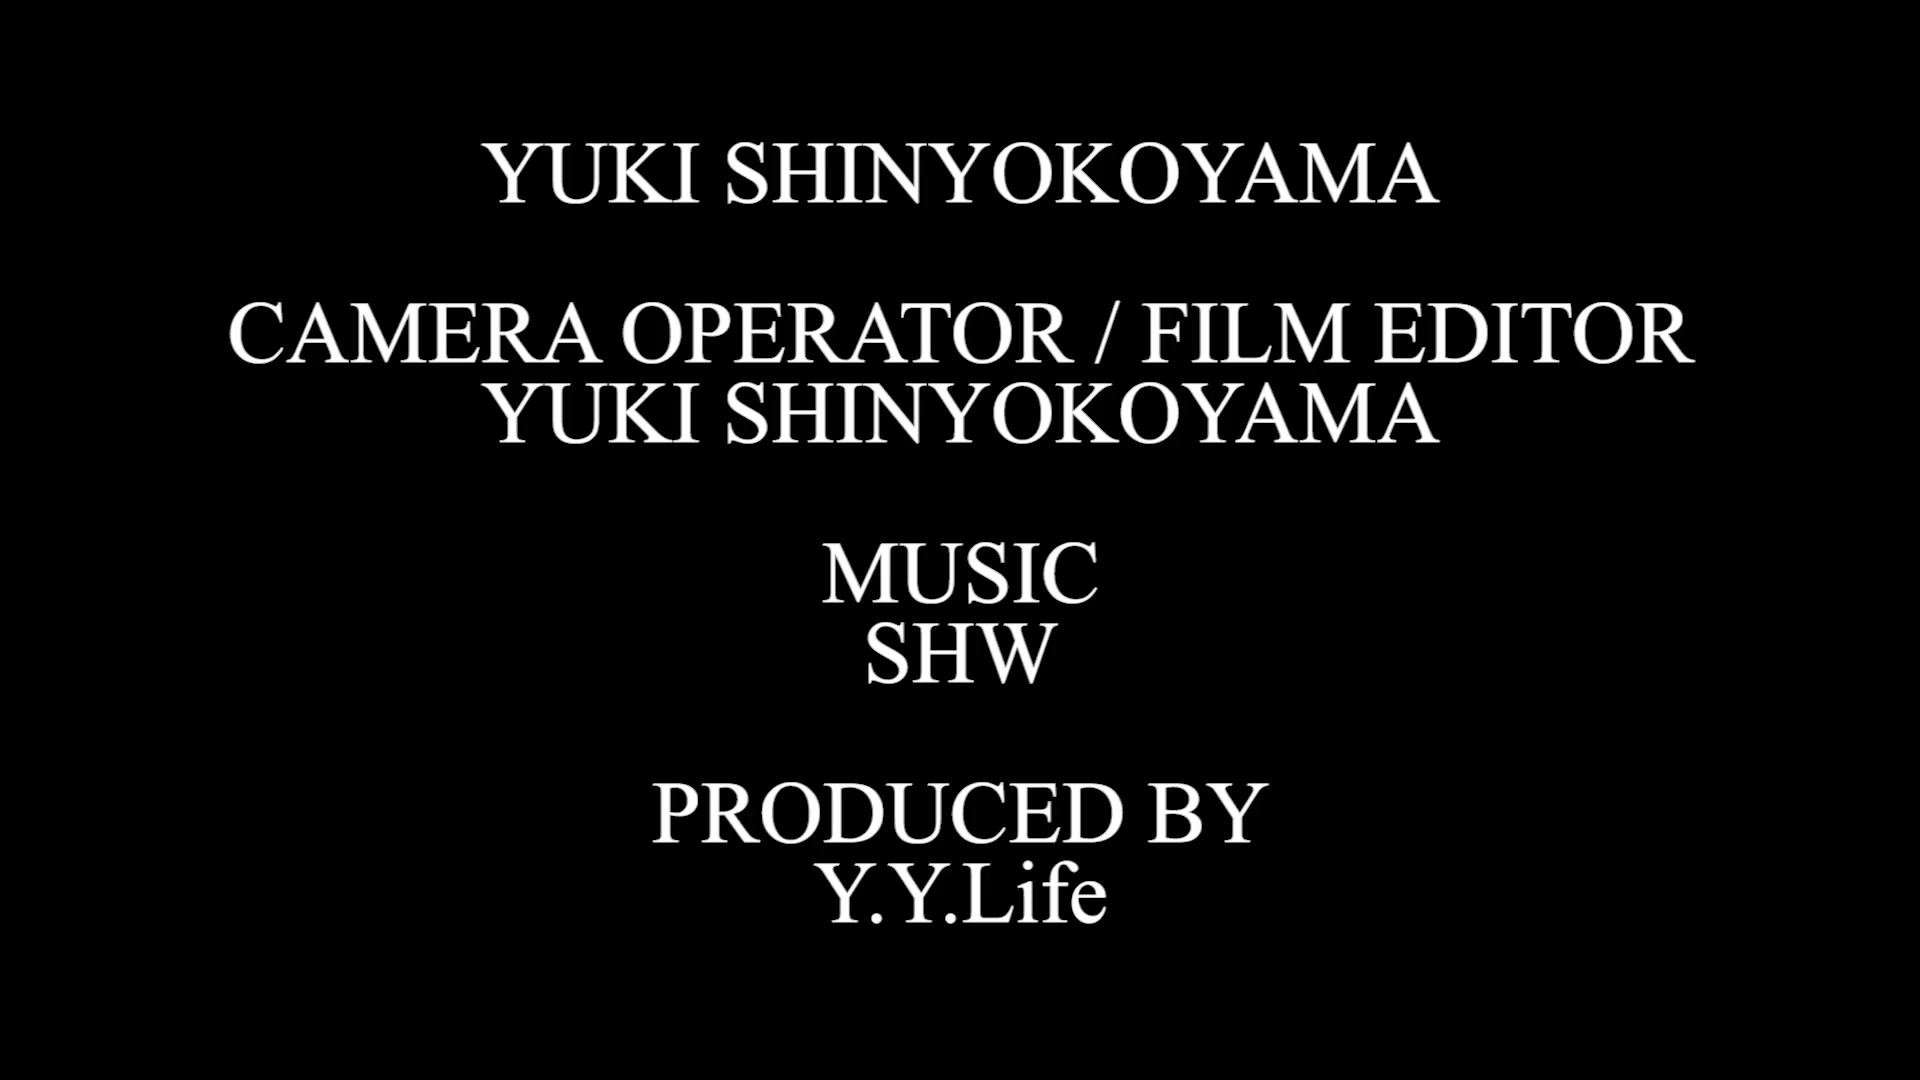 YUKI SHINYOKOYAMA
CAMERA OPERATOR / FILM EDITOR
YUKI SHINYOKOYAMA
MUSIC
SHW
PRODUCED BY
Y.Y.Life